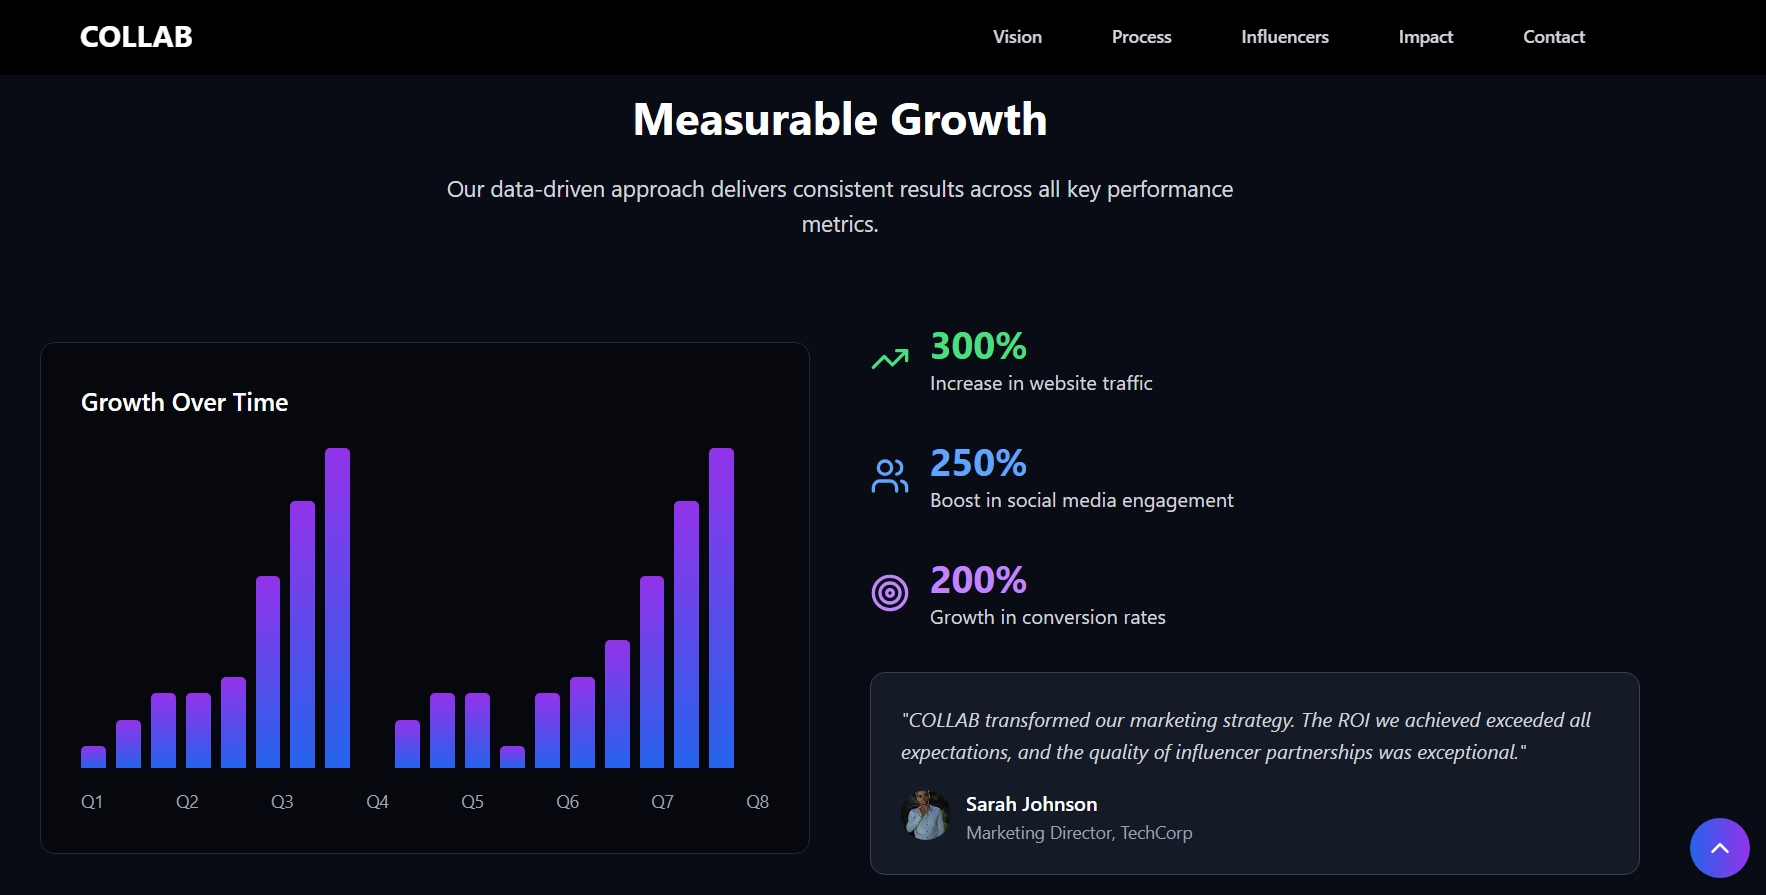 COLLAB
Vision
Process
Influencers
Impact
Contact
Measurable Growth
Our data-driven approach delivers consistent results across all key performance
metrics.
Growth Over Time
Q1
Q2
Q3
Q4
Q5
Q6
Q7
Q8
300%
Increase in website traffic
250%
Boost in social media engagement
200%
Growth in conversion rates
"COLLAB transformed our marketing strategy. The ROI we achieved exceeded all
expectations, and the quality of influencer partnerships was exceptional."
Sarah Johnson
Marketing Director, TechCorp